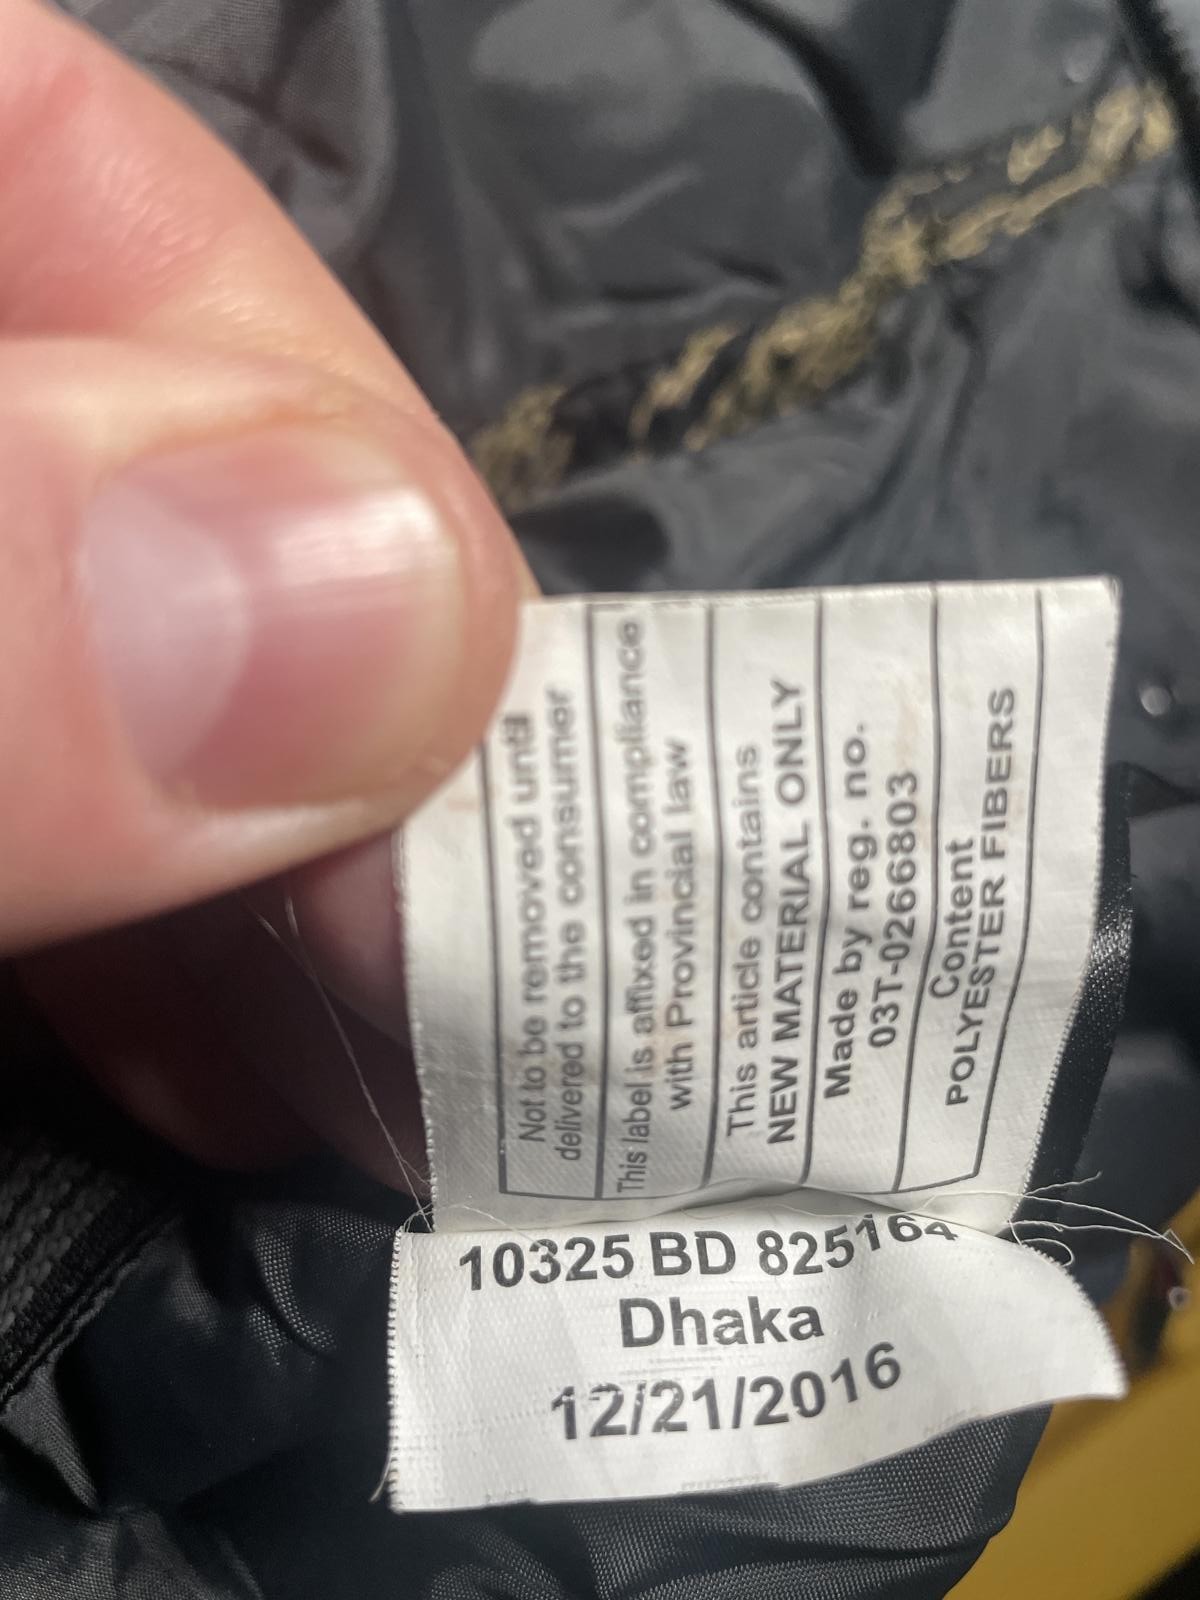 Not to be removed until
delivered to the consumer
This label is affixed in compliance
with Provincial law
This article contains
NEW MATERIAL ONLY
Made by reg. no.
03T-0266803
Content
POLYESTER FIBERS
10325 BD 825164
Dhaka
12/21/2016